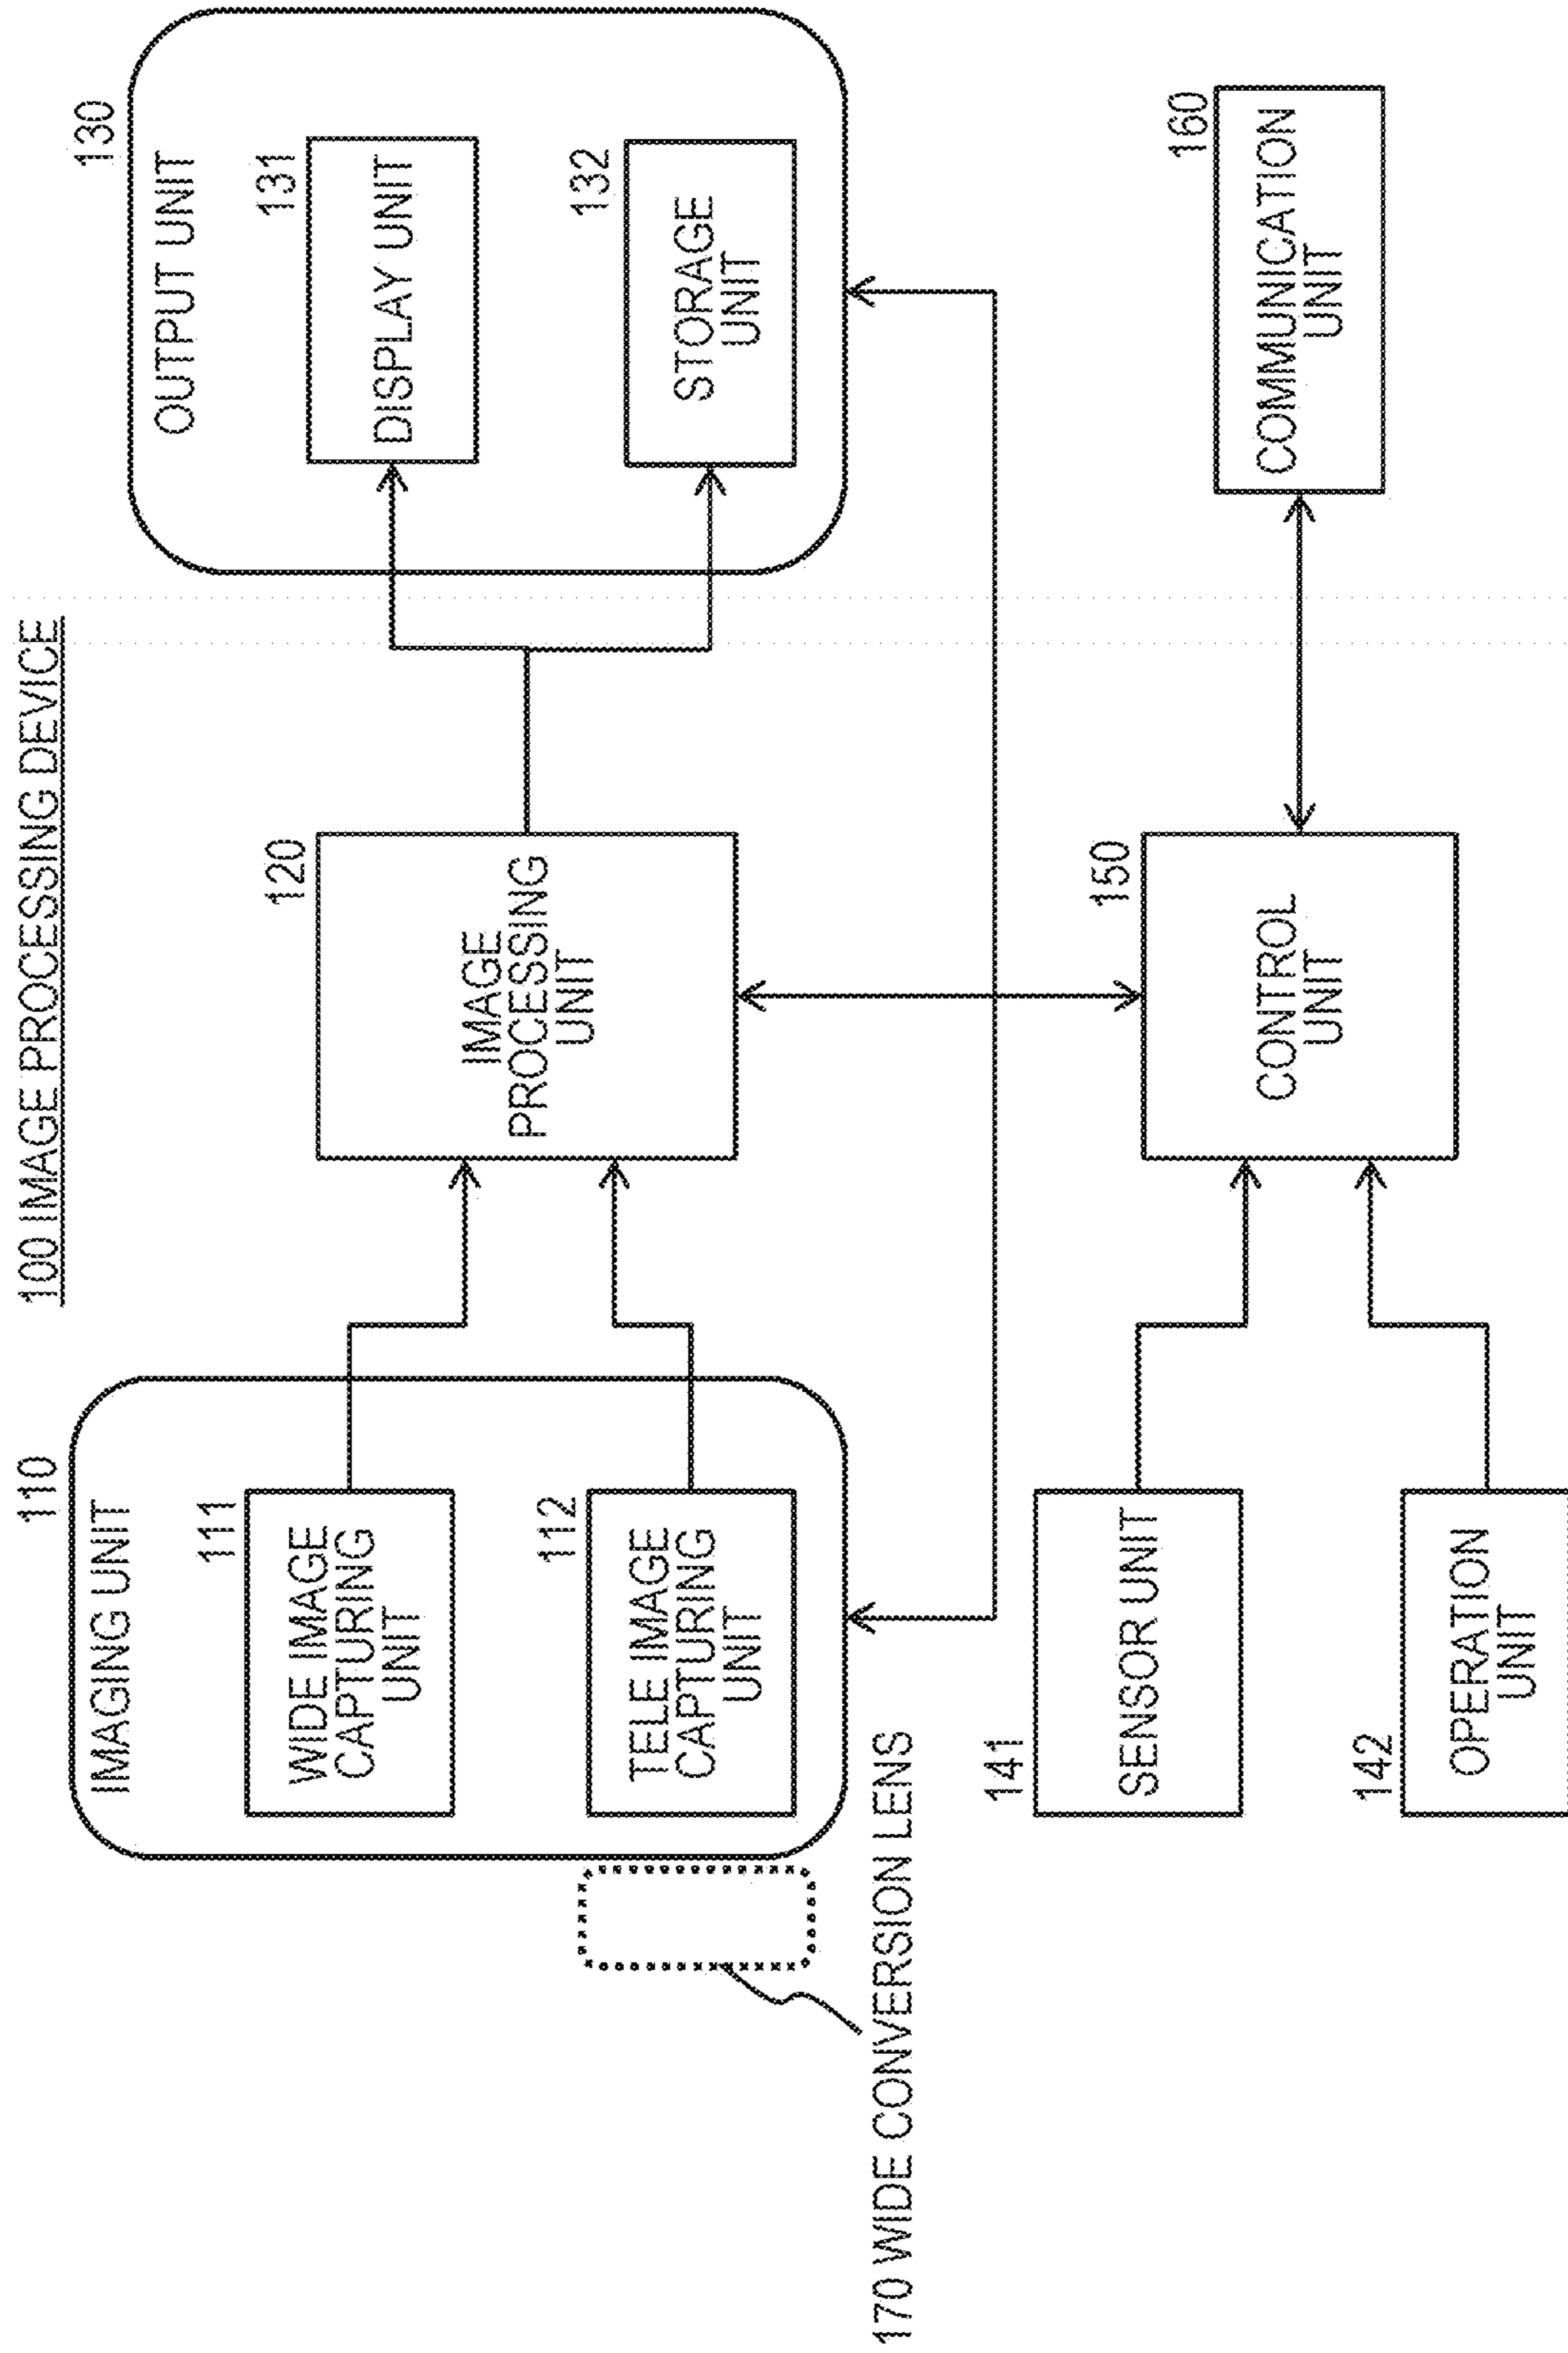 100 IMAGE PROCESSING DEVICE
110
IMAGING UNIT
111
WIDE IMAGE
CAPTURING
UNIT
112
TELE IMAGE
CAPTURING
UNIT
170 WIDE CONVERSION LENS
120
IMAGE
PROCESSING
UNIT
130
OUTPUT UNIT
131
DISPLAY UNIT
132
STORAGE
UNIT
141
SENSOR UNIT
142
OPERATION
UNIT
150
CONTROL
UNIT
160
COMMUNICATION
UNIT